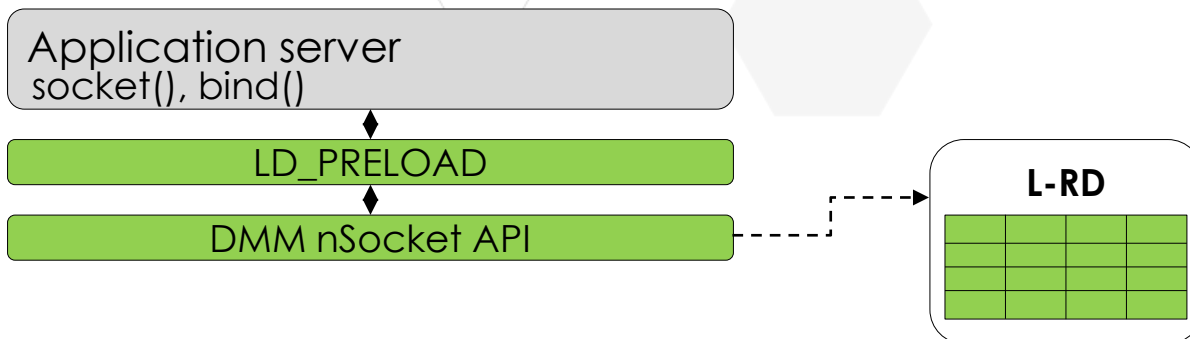 Application server
socket(), bind()
LD_PRELOAD
DMM nSocket API
L-RD